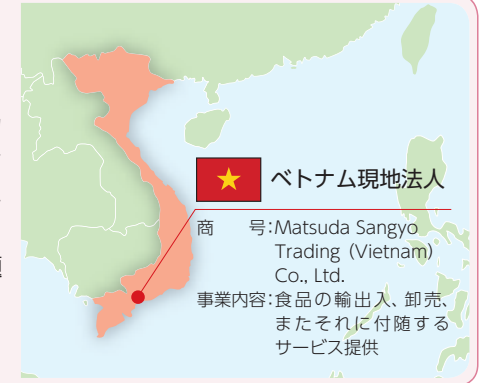 ベトナム現地法人
商　　号:Matsuda Sangyo
Trading (Vietnam)
Co., Ltd.
事業内容:食品の輸出入、卸売、
またそれに付随する
サービス提供